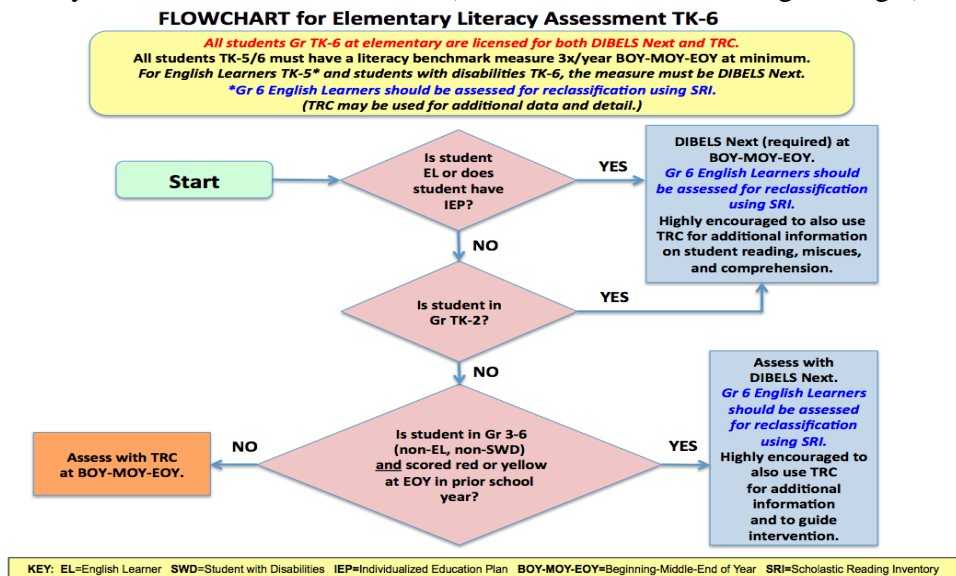 FLOWCHART for Elementary Literacy Assessment TK-6
All students Gr TK-6 at elementary are licensed for both DIBELS Next and TRC.
All students TK-5/6 must have a literacy benchmark measure 3x/year BOY-MOY-EOY at minimum.
For English Learners TK-5* and students with disabilities TK-6, the measure must be DIBELS Next.
*Gr 6 English Learners should be assessed for reclassification using SRI.
(TRC may be used for additional data and detail.)
Start
Is student
EL or does
student have
IEP?
YES
DIBELS Next (required) at
BOY-MOY-EOY.
Gr 6 English Learners should
be assessed for reclassification
using SRI.
Highly encouraged to also use
TRC for additional information
on student reading, miscues,
and comprehension.
NO
Is student in
Gr TK-2?
YES
NO
Is student in Gr 3-6
(non-EL, non-SWD)
and scored red or yellow
at EOY in prior school
year?
NO
Assess with TRC
at BOY-MOY-EOY.
YES
Assess with
DIBELS Next.
Gr 6 English Learners
should be assessed
for reclassification
using SRI.
Highly encouraged to
also use TRC
for additional
information
and to guide
intervention.
KEY: EL=English Learner SWD=Student with Disabilities IEP=Individualized Education Plan BOY-MOY-EOY=Beginning-Middle-End of Year SRI=Scholastic Reading Inventory